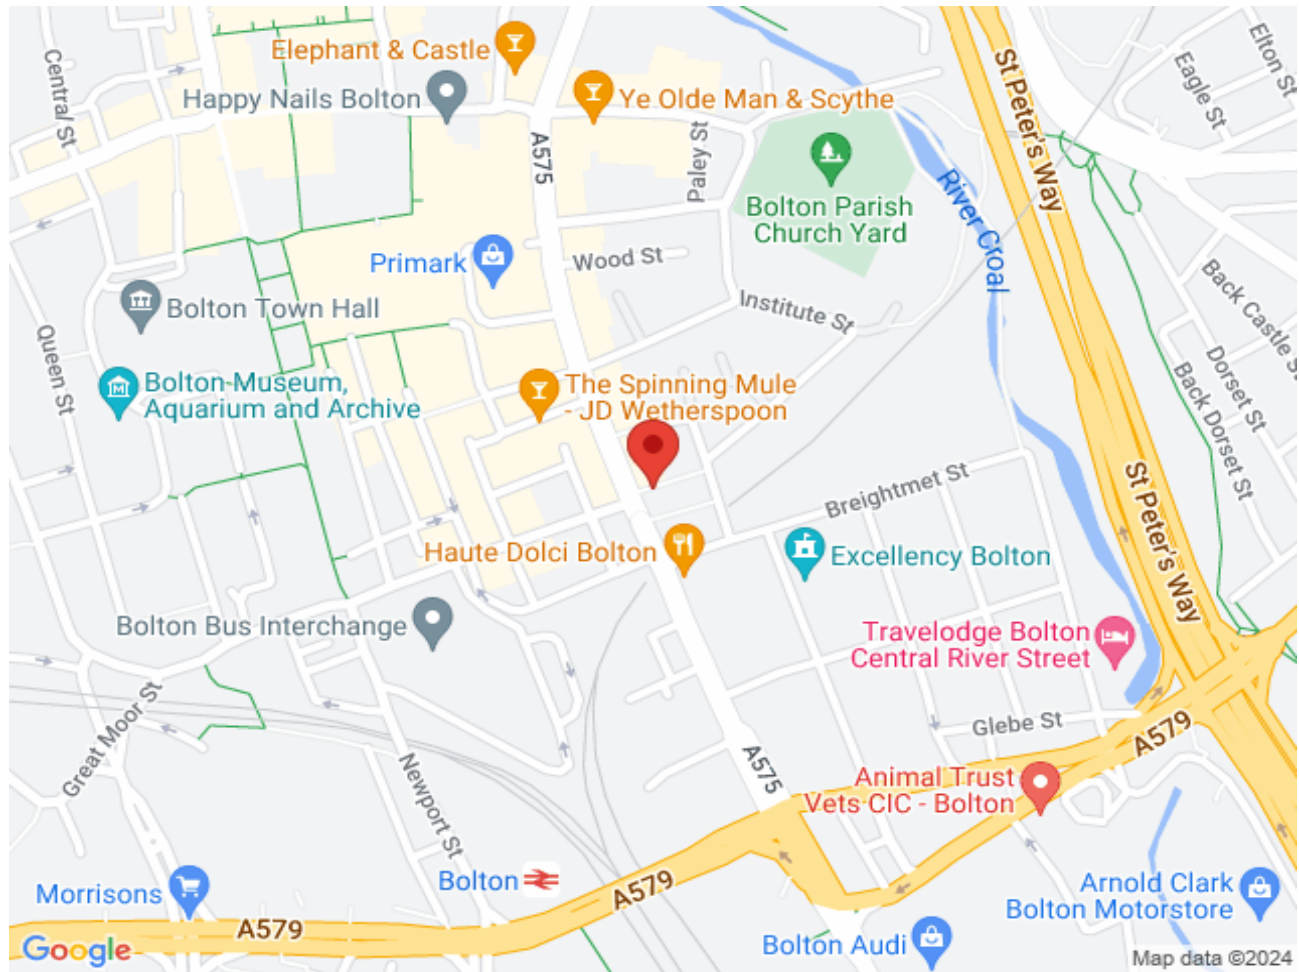 Elephant & Castle
Happy Nails Bolton
Ye Olde Man & Scythe
Central St
A575
Paley St
St Peter's Way
Eagle St
Elton St
Bolton Parish
Church Yard
River Croal
Primark
Wood St
Institute St
Bolton Town Hall
Queen St
Bolton Museum,
Aquarium and Archive
The Spinning Mule
- JD Wetherspoon
Back Castle St
Dorset St
Back Dorset St
Breightmet St
St Peter's Way
Haute Dolci Bolton
Excellency Bolton
Bolton Bus Interchange
Travelodge Bolton
Central River Street
Great Moor St
Newport St
A575
Glebe St
A579
Animal Trust
Vets CIC - Bolton
Morrisons
Bolton
A579
A579
Arnold Clark
Bolton Motorstore
Bolton Audi
Google
Map data ©2024